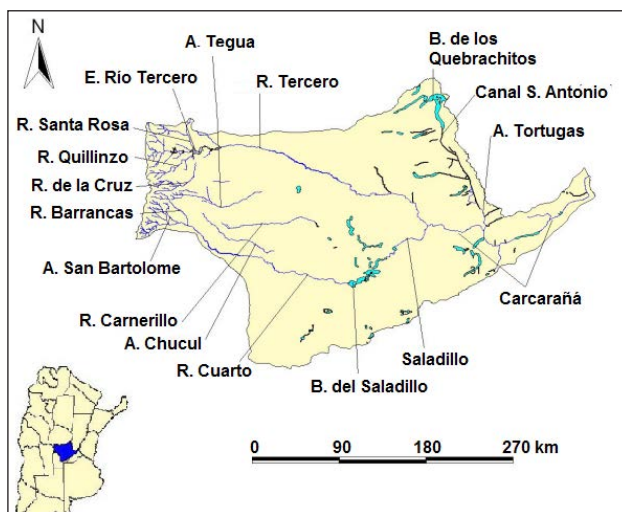 N
A. Tegua
E. Río Tercero
R. Tercero
B. de los
Quebrachitos
Canal S. Antonio
A. Tortugas
R. Santa Rosa
R. Quillinzo
R. de la Cruz
R. Barrancas
A. San Bartolome
R. Carnerillo
A. Chucul
R. Cuarto
B. del Saladillo
Saladillo
Carcarañá
31
0 90 180 270 km